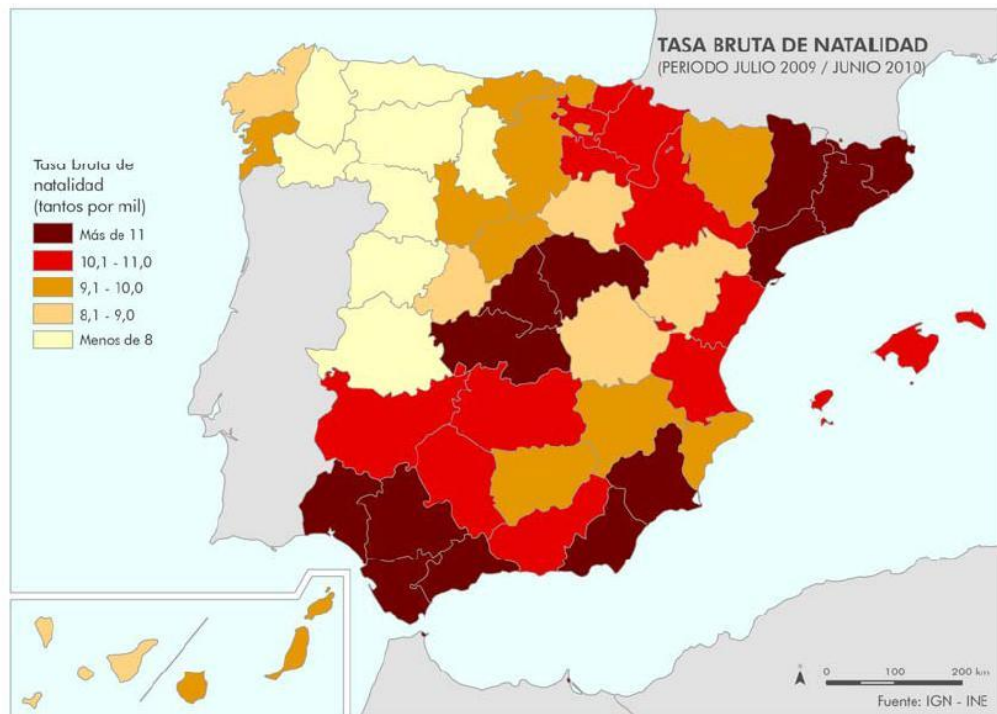 TASA BRUTA DE NATALIDAD
(PERIODO JULIO 2009 / JUNIO 2010)
Tasa bruta de
natalidad
(tantos por mil)
Más de 11
10,1 - 11,0
9,1 - 10,0
8,1 - 9,0
Menos de 8
N
0 100 200 km
Fuente: IGN - INE